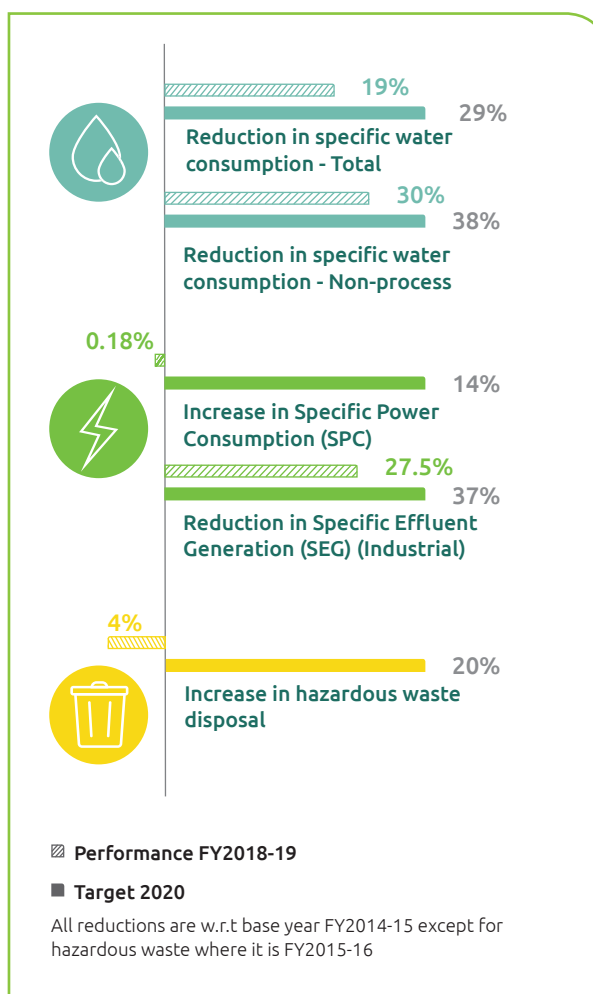 19%
29%
Reduction in specific water
consumption - Total
30%
38%
Reduction in specific water
consumption - Non-process
0.18%
14%
Increase in Specific Power
Consumption (SPC)
27.5%
37%
Reduction in Specific Effluent
Generation (SEG) (Industrial)
4%
20%
Increase in hazardous waste
disposal
Performance FY2018-19
Target 2020
All reductions are w.r.t base year FY2014-15 except for
hazardous waste where it is FY2015-16